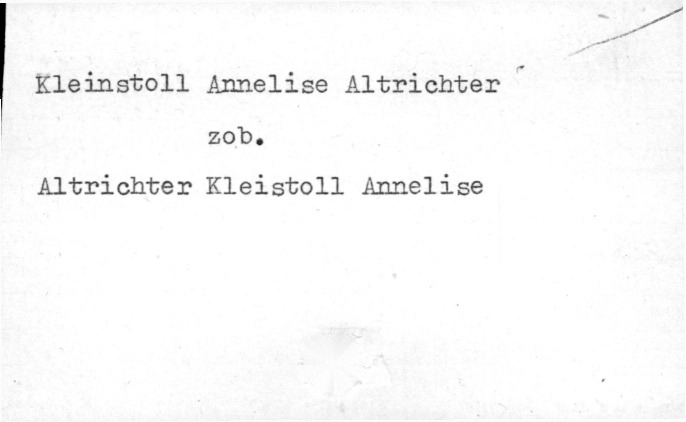 Kleinstoll Annelise Altrichter
zob.
Altrichter Kleistoll Annelise